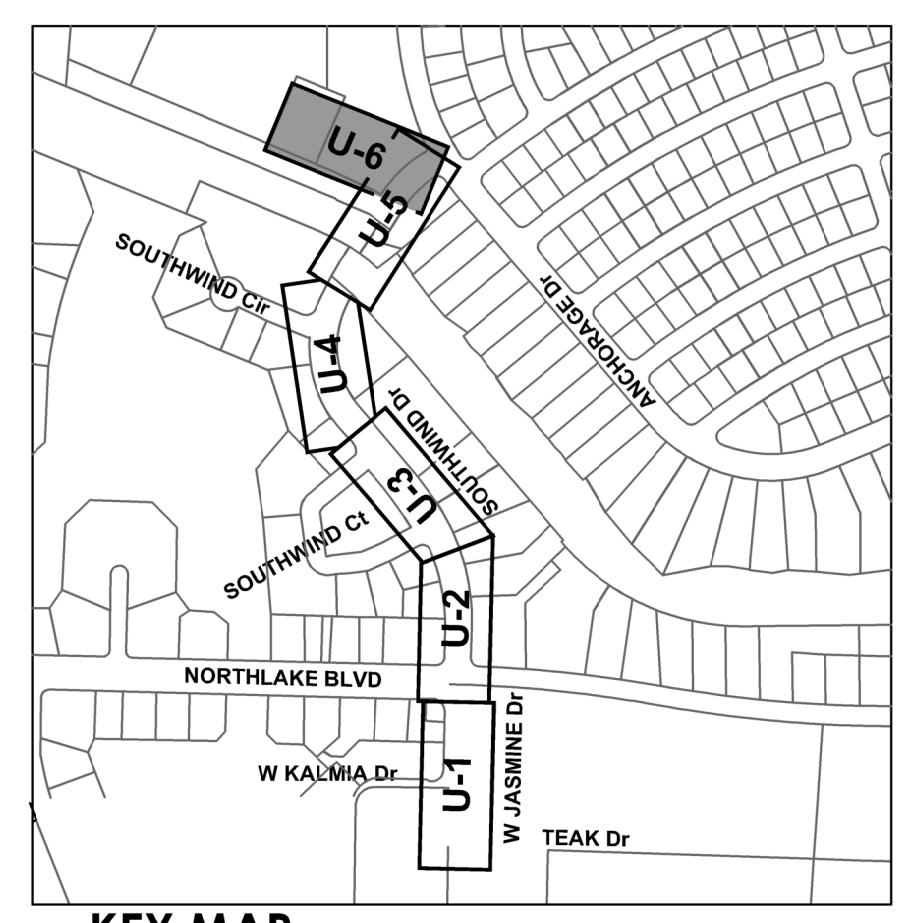 U-6
U-5
SOUTHWIND Cir
ANCHORAGE Dr
U-4
SOUTHWIND Dr
U-3
SOUTHWIND Ct
U-2
NORTHLAKE BLVD
W JASMINE Dr
U-1
W KALMIA Dr
TEAK Dr
KEY MAP